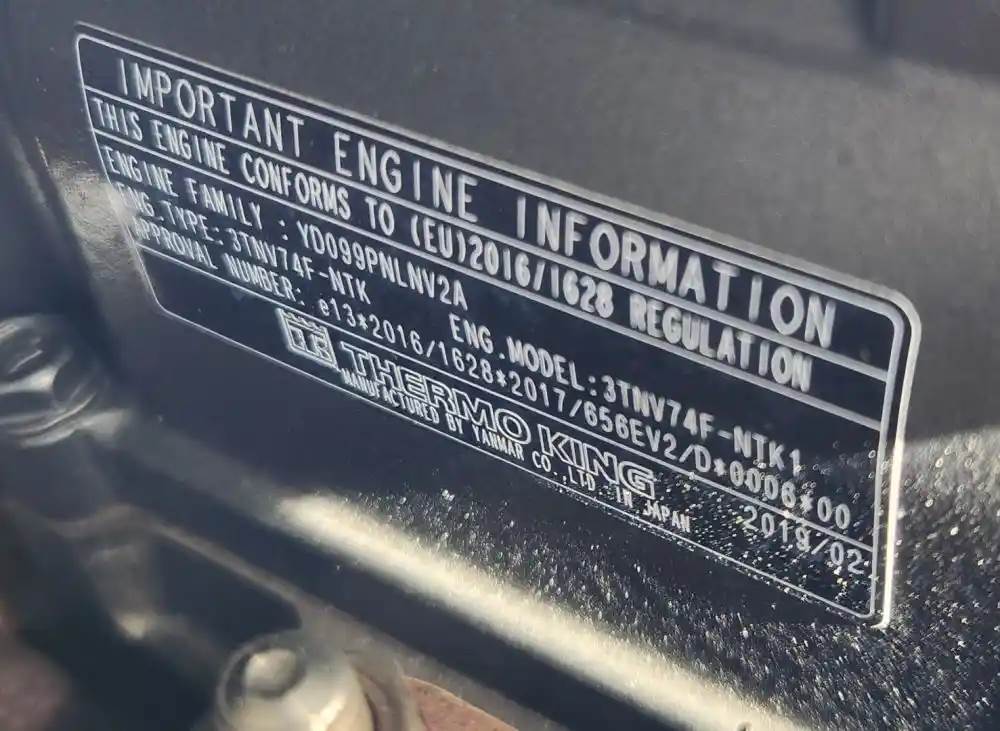 IMPORTANT ENGINE INFORMATION
THIS ENGINE CONFORMS TO (EU)2016/1628 REGULATION
ENGINE FAMILY : YD099PNLNV2A
ENG.TYPE: 3TNV74F-NTK ENG.MODEL:3TNV74F-NTK1
APPROVAL NUMBER: e13*2016/1628*2017/656EV2/D*0006*00
THERMO KING 2019/02
MANUFACTURED BY YANMAR CO.,LTD. IN JAPAN